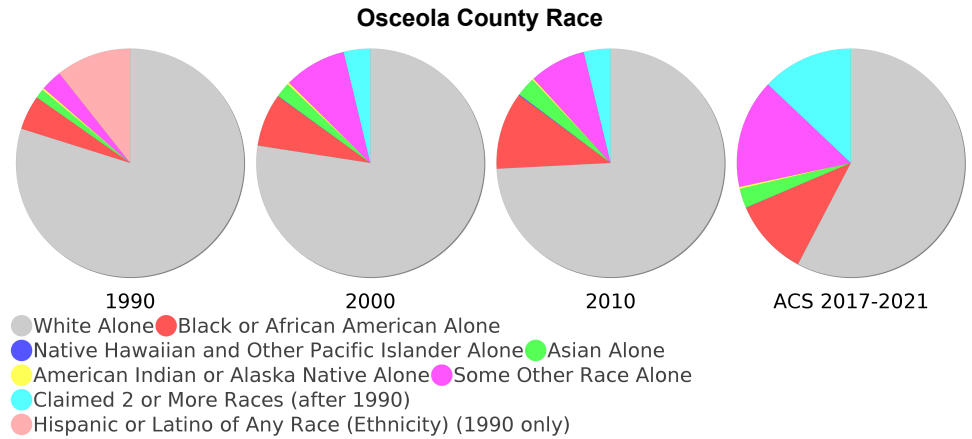 Osceola County Race
1990 2000 2010 ACS 2017-2021
White Alone Black or African American Alone
Native Hawaiian and Other Pacific Islander Alone Asian Alone
American Indian or Alaska Native Alone Some Other Race Alone
Claimed 2 or More Races (after 1990)
Hispanic or Latino of Any Race (Ethnicity) (1990 only)